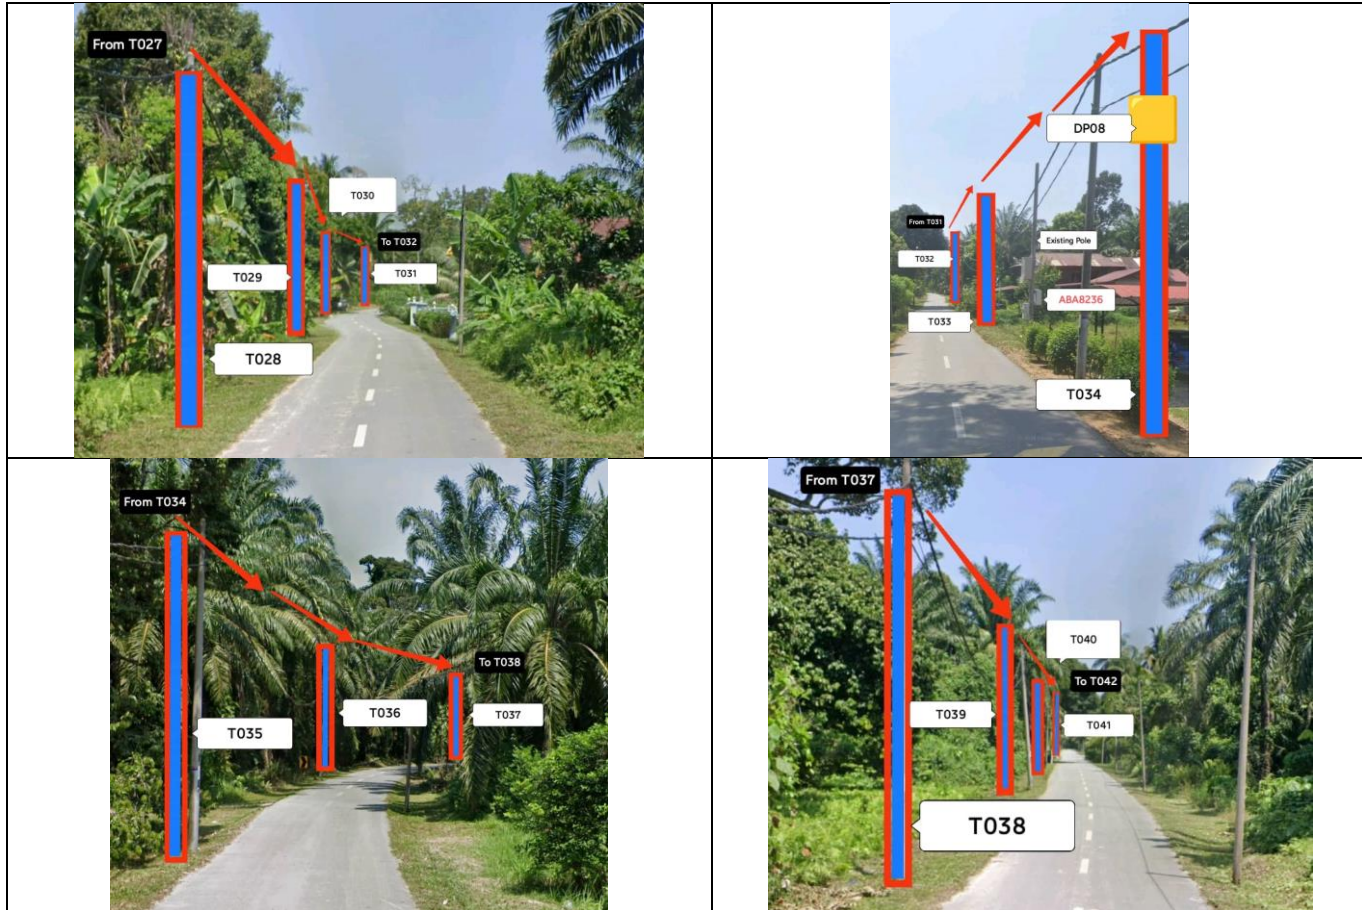 From T027
T030
To T032
T029
T031
T028
DP08
From T031
Existing Pole
T032
ABA8236
T033
T034
From T034
To T038
T036
T037
T035
From T037
T040
To T042
T039
T041
T038